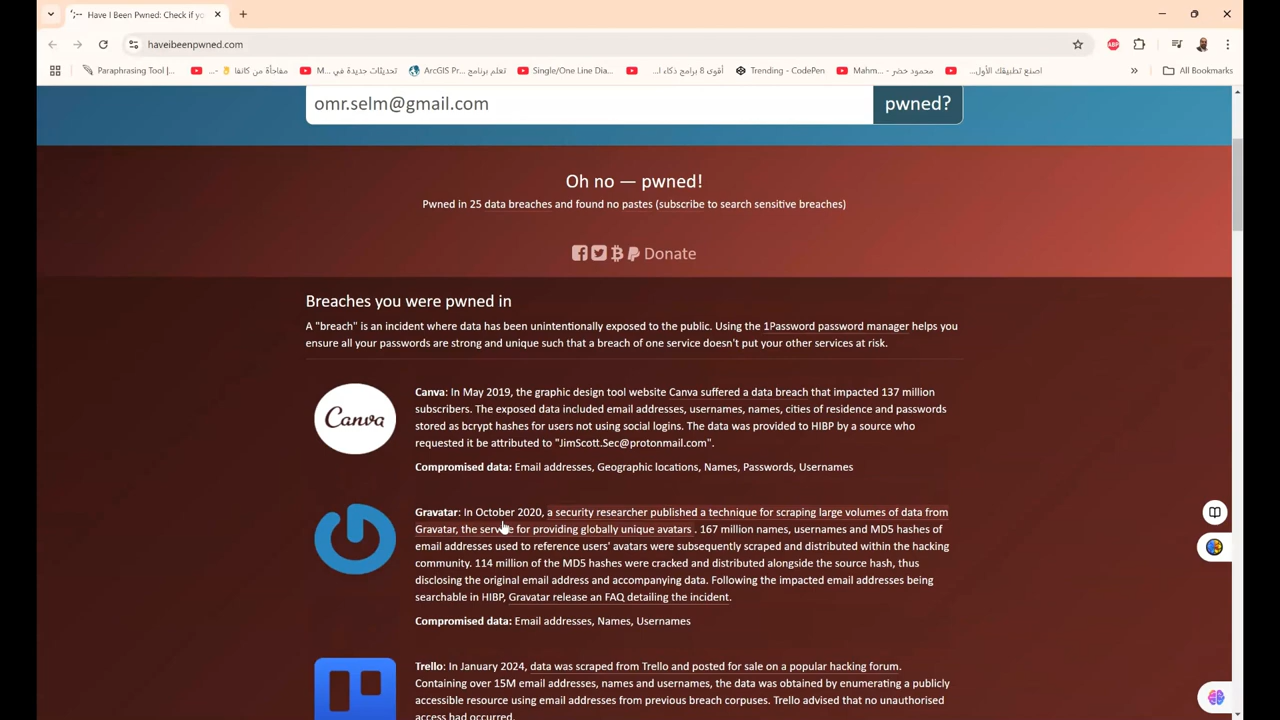 Have I Been Pwned: Check if yo
haveibeenpwned.com
Paraphrasing Tool |...
مفاجأة من كانفا ✌ -...
تحديثات جديدة في M...
تعلم برنامج ArcGIS Pr...
Single/One Line Dia...
أقوى 8 برامج ذكاء ا...
Trending - CodePen
محمود خضر - Mahm...
اصنع تطبيقك الأول...
»
All Bookmarks
omr.selm@gmail.com
pwned?
Oh no — pwned!
Pwned in 25 data breaches and found no pastes (subscribe to search sensitive breaches)
Donate
Breaches you were pwned in
A "breach" is an incident where data has been unintentionally exposed to the public. Using the 1Password password manager helps you
ensure all your passwords are strong and unique such that a breach of one service doesn't put your other services at risk.
Canva
Canva: In May 2019, the graphic design tool website Canva suffered a data breach that impacted 137 million
subscribers. The exposed data included email addresses, usernames, names, cities of residence and passwords
stored as bcrypt hashes for users not using social logins. The data was provided to HIBP by a source who
requested it be attributed to "JimScott.Sec@protonmail.com".
Compromised data: Email addresses, Geographic locations, Names, Passwords, Usernames
Gravatar: In October 2020, a security researcher published a technique for scraping large volumes of data from
Gravatar, the service for providing globally unique avatars . 167 million names, usernames and MD5 hashes of
email addresses used to reference users' avatars were subsequently scraped and distributed within the hacking
community. 114 million of the MD5 hashes were cracked and distributed alongside the source hash, thus
disclosing the original email address and accompanying data. Following the impacted email addresses being
searchable in HIBP, Gravatar release an FAQ detailing the incident.
Compromised data: Email addresses, Names, Usernames
Trello: In January 2024, data was scraped from Trello and posted for sale on a popular hacking forum.
Containing over 15M email addresses, names and usernames, the data was obtained by enumerating a publicly
accessible resource using email addresses from previous breach corpuses. Trello advised that no unauthorised
access had occurred.